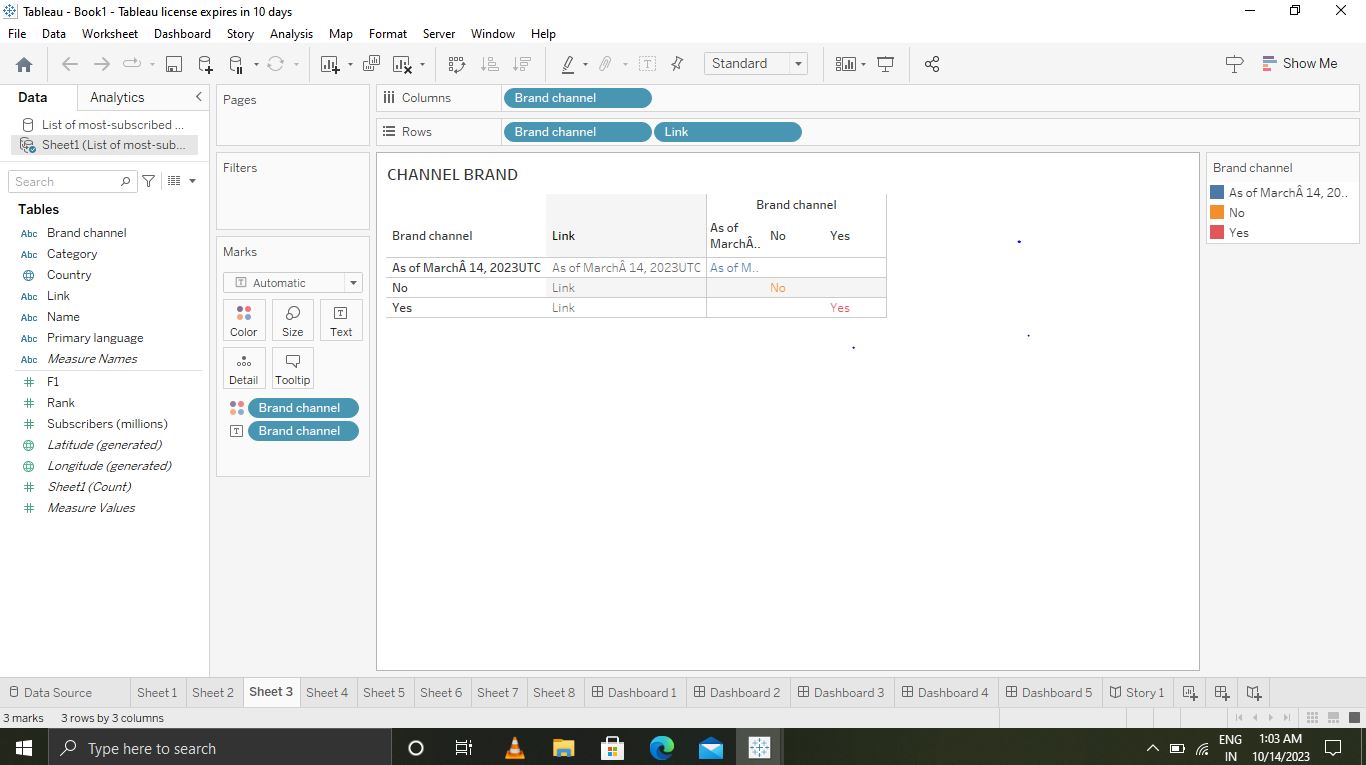 Tableau - Book1 - Tableau license expires in 10 days
File Data Worksheet Dashboard Story Analysis Map Format Server Window Help
Standard
Show Me
Data Analytics
List of most-subscribed ...
Sheet1 (List of most-sub...
Search
Tables
Abc Brand channel
Abc Category
Country
Abc Link
Abc Name
Abc Primary language
Abc Measure Names
# F1
# Rank
# Subscribers (millions)
Latitude (generated)
Longitude (generated)
# Sheet1 (Count)
# Measure Values
Pages
Filters
Marks
T Automatic
Color Size Text
Detail Tooltip
Brand channel
T Brand channel
Columns Brand channel
Rows Brand channel Link
CHANNEL BRAND
Brand channel
Brand channel Link As of MarchÂ.. No Yes
As of MarchÂ 14, 2023UTC As of MarchÂ 14, 2023UTC As of M..
No Link No
Yes Link Yes
Brand channel
As of MarchÂ 14, 20..
No
Yes
Data Source Sheet 1 Sheet 2 Sheet 3 Sheet 4 Sheet 5 Sheet 6 Sheet 7 Sheet 8 Dashboard 1 Dashboard 2 Dashboard 3 Dashboard 4 Dashboard 5 Story 1
3 marks 3 rows by 3 columns
Type here to search
ENG
IN
1:03 AM
10/14/2023